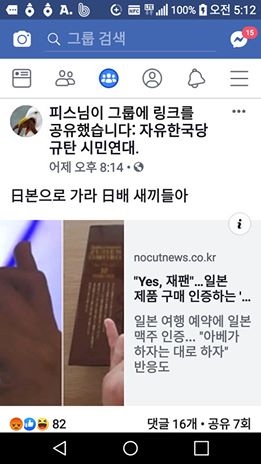 100% 오전 5:12
그룹 검색
15
피스님이 그룹에 링크를
공유했습니다: 자유한국당
규탄 시민연대.
어제 오후 8:14
日본으로 가라 日배 새끼들아
nocutnews.co.kr
"Yes, 재팬"...일본
제품 구매 인증하는 '...
일본 여행 예약에 일본
맥주 인증... "아베가
하자는 대로 하자"
반응도
82
댓글 16개 • 공유 7회